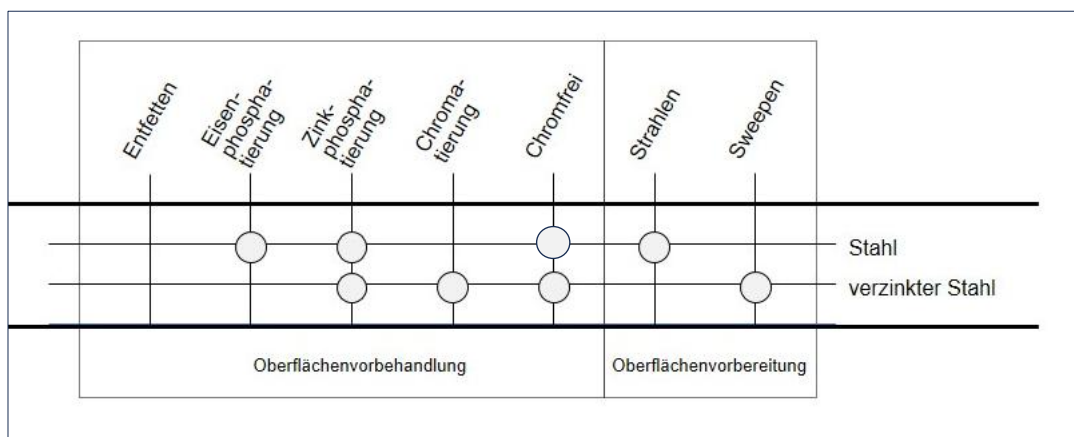 Entfetten
Eisen-
phospha-
tierung
Zink-
phospha-
tierung
Chroma-
tierung
Chromfrei
Strahlen
Sweepen
Stahl
verzinkter Stahl
Oberflächenvorbehandlung
Oberflächenvorbereitung